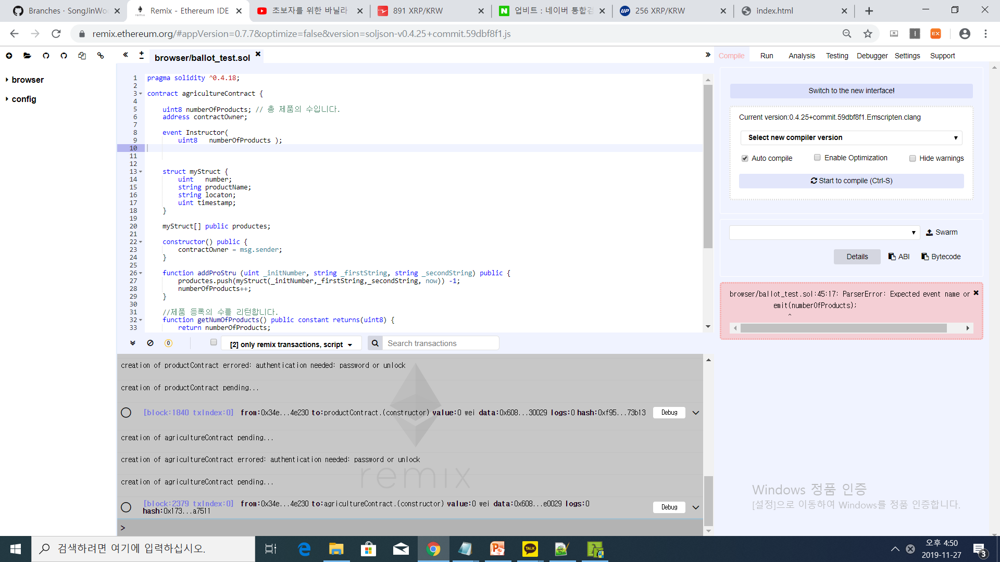 Branches · SongJinWo
Remix - Ethereum IDE
초보자를 위한 바닐라
891 XRP/KRW
업비트 : 네이버 통합검
256 XRP/KRW
index.html
remix.ethereum.org/#appVersion=0.7.7&optimize=false&version=soljson-v0.4.25+commit.59dbf8f1.js
browser/ballot_test.sol
Compile Run Analysis Testing Debugger Settings Support
browser
config
1 pragma solidity ^0.4.18;
2
3 contract agricultureContract {
4
5 uint8 numberOfProducts; // 총 제품의 수입니다.
6 address contractOwner;
7
8 event Instructor(
9 uint8 numberOfProducts );
10
11
12
13 struct myStruct {
14 uint number;
15 string productName;
16 string locaton;
17 uint timestamp;
18 }
19
20 myStruct[] public productes;
21
22 constructor() public {
23 contractOwner = msg.sender;
24 }
25
26 function addProStru (uint _initNumber, string _firstString, string _secondString) public {
27 productes.push(myStruct(_initNumber,_firstString,_secondString, now)) -1;
28 numberOfProducts++;
29 }
30
31 //제품 등록의 수를 리턴합니다.
32 function getNumOfProducts() public constant returns(uint8) {
33 return numberOfProducts;
Switch to the new interface!
Current version:0.4.25+commit.59dbf8f1.Emscripten.clang
Select new compiler version
Auto compile Enable Optimization Hide warnings
Start to compile (Ctrl-S)
Swarm
Details ABI Bytecode
browser/ballot_test.sol:45:17: ParserError: Expected event name or
emit(numberOfProducts);
^
0 [2] only remix transactions, script Search transactions
creation of productContract errored: authentication needed: password or unlock
creation of productContract pending...
[block:1840 txIndex:0] from:0x34e...4e230 to:productContract.(constructor) value:0 wei data:0x608...30029 logs:0 hash:0xf95...73b13 Debug
creation of agricultureContract pending...
creation of agricultureContract errored: authentication needed: password or unlock
creation of agricultureContract pending...
[block:2379 txIndex:0] from:0x34e...4e230 to:agricultureContract.(constructor) value:0 wei data:0x608...e0029 logs:0
hash:0x173...a7511 Debug
>
remix
Windows 정품 인증
[설정]으로 이동하여 Windows를 정품 인증합니다.
검색하려면 여기에 입력하십시오.
오후 4:50
2019-11-27
3